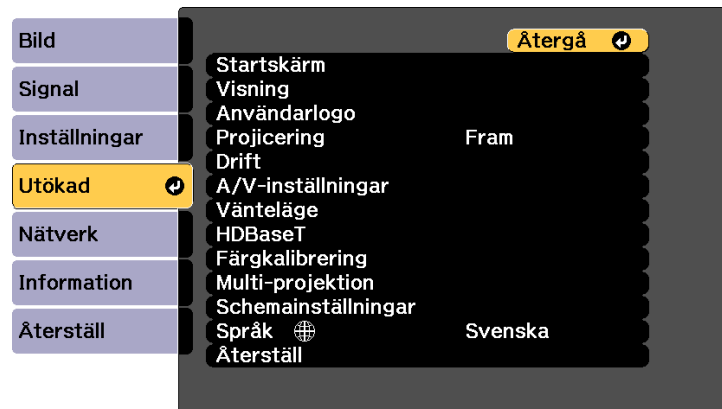 Bild
Signal
Inställningar
Utökad
Nätverk
Information
Återställ
Återgå
Startskärm
Visning
Användarlogo
Projicering Fram
Drift
A/V-inställningar
Vänteläge
HDBaseT
Färgkalibrering
Multi-projektion
Schemainställningar
Språk Svenska
Återställ